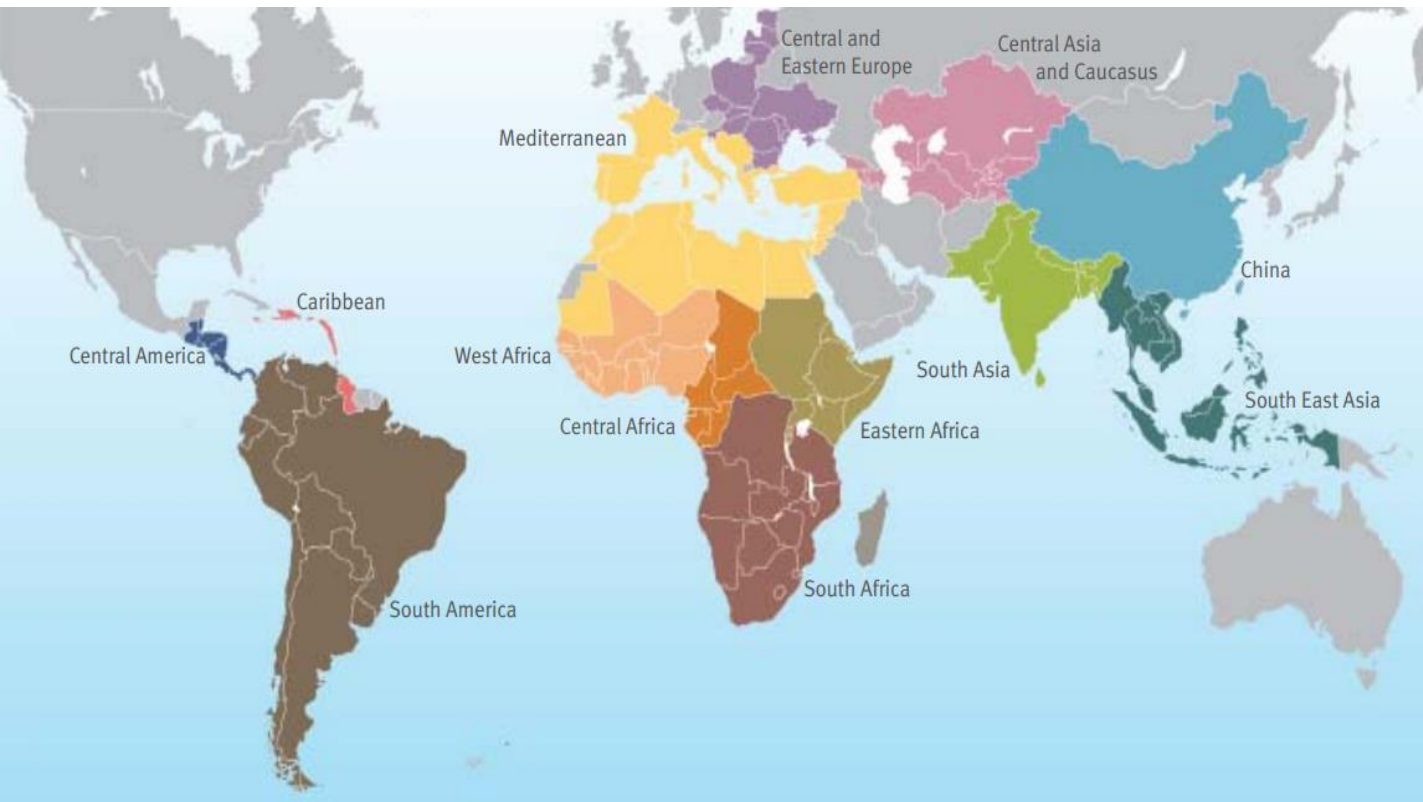 Central and
Eastern Europe
Central Asia
and Caucasus
Mediterranean
China
Caribbean
Central America
West Africa
South Asia
South East Asia
Central Africa
Eastern Africa
South Africa
South America